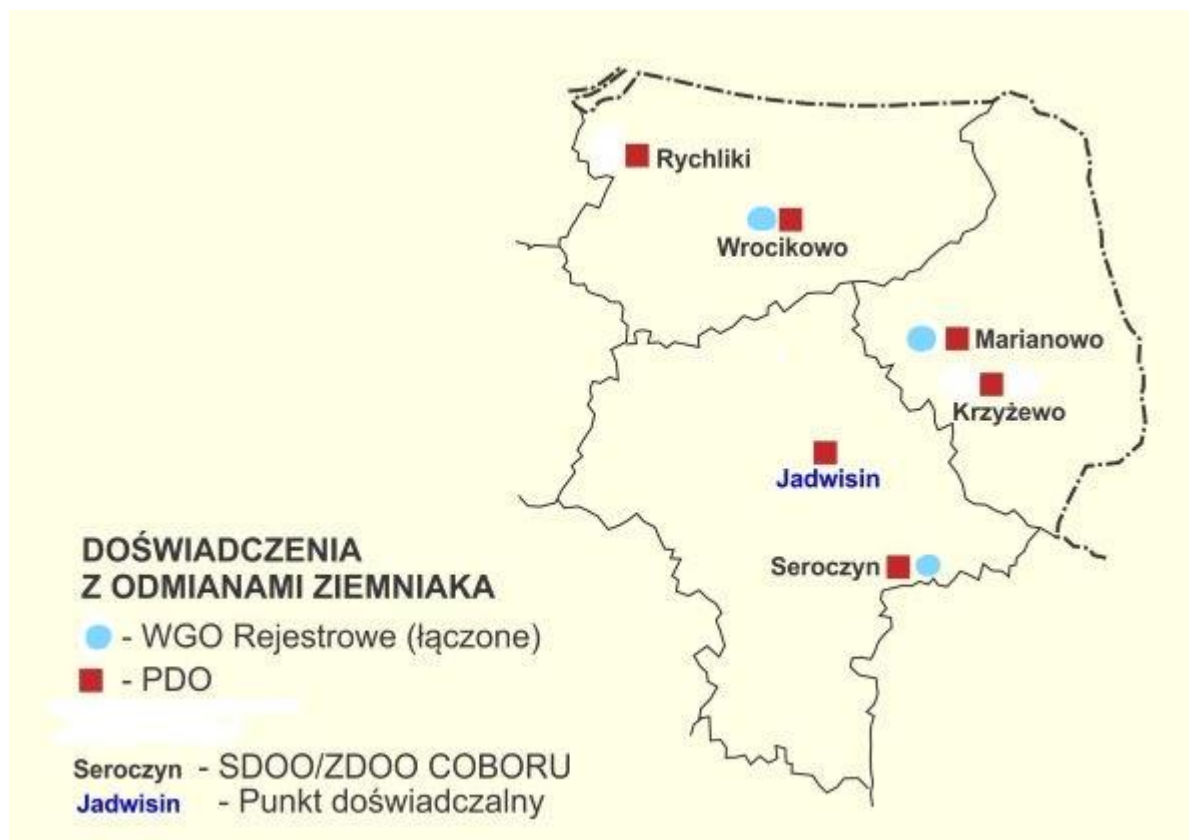 Rychliki
Wrocikowo
Marianowo
Krzyżewo
Jadwisin
Seroczyn
DOŚWIADCZENIA
Z ODMIANAMI ZIEMNIAKA
- WGO Rejestrowe (łączone)
- PDO
Seroczyn - SDOO/ZDOO COBORU
Jadwisin - Punkt doświadczalny